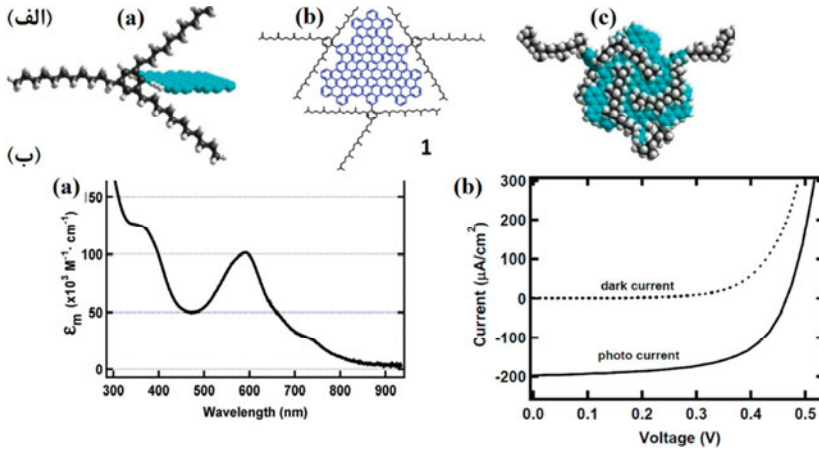 (الف)
(a)
(b)
(c)
1
(ب)
(a)
150
100
50
0
εm (x10³ M⁻¹· cm⁻¹)
300 400 500 600 700 800 900
Wavelength (nm)
(b)
300
200
100
0
-100
-200
Current (μA/cm²)
dark current
photo current
0.0 0.1 0.2 0.3 0.4 0.5
Voltage (V)